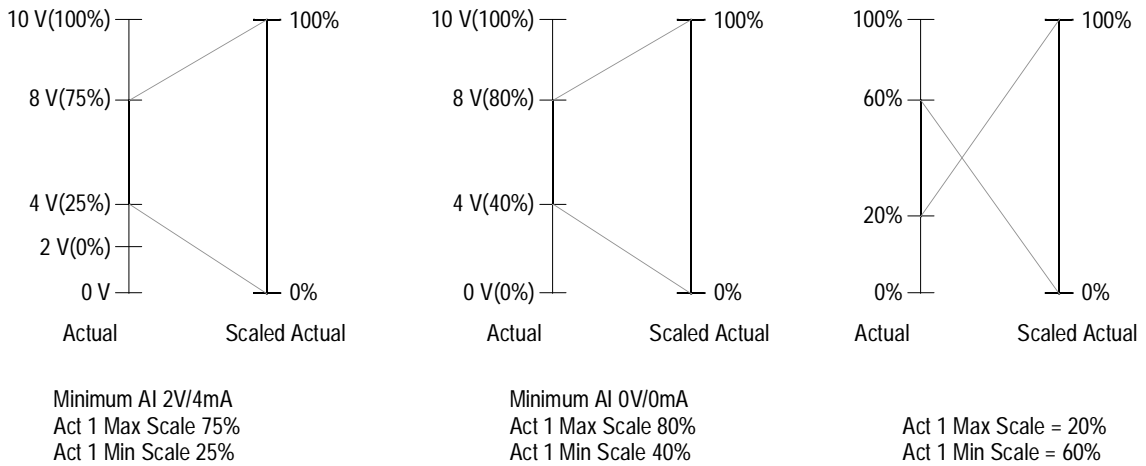 10 V(100%)
100%
8 V(75%)
4 V(25%)
2 V(0%)
0 V
0%
Actual
Scaled Actual
Minimum AI 2V/4mA
Act 1 Max Scale 75%
Act 1 Min Scale 25%
10 V(100%)
100%
8 V(80%)
4 V(40%)
0 V(0%)
0%
Actual
Scaled Actual
Minimum AI 0V/0mA
Act 1 Max Scale 80%
Act 1 Min Scale 40%
100%
100%
60%
20%
0%
0%
Actual
Scaled Actual
Act 1 Max Scale = 20%
Act 1 Min Scale = 60%